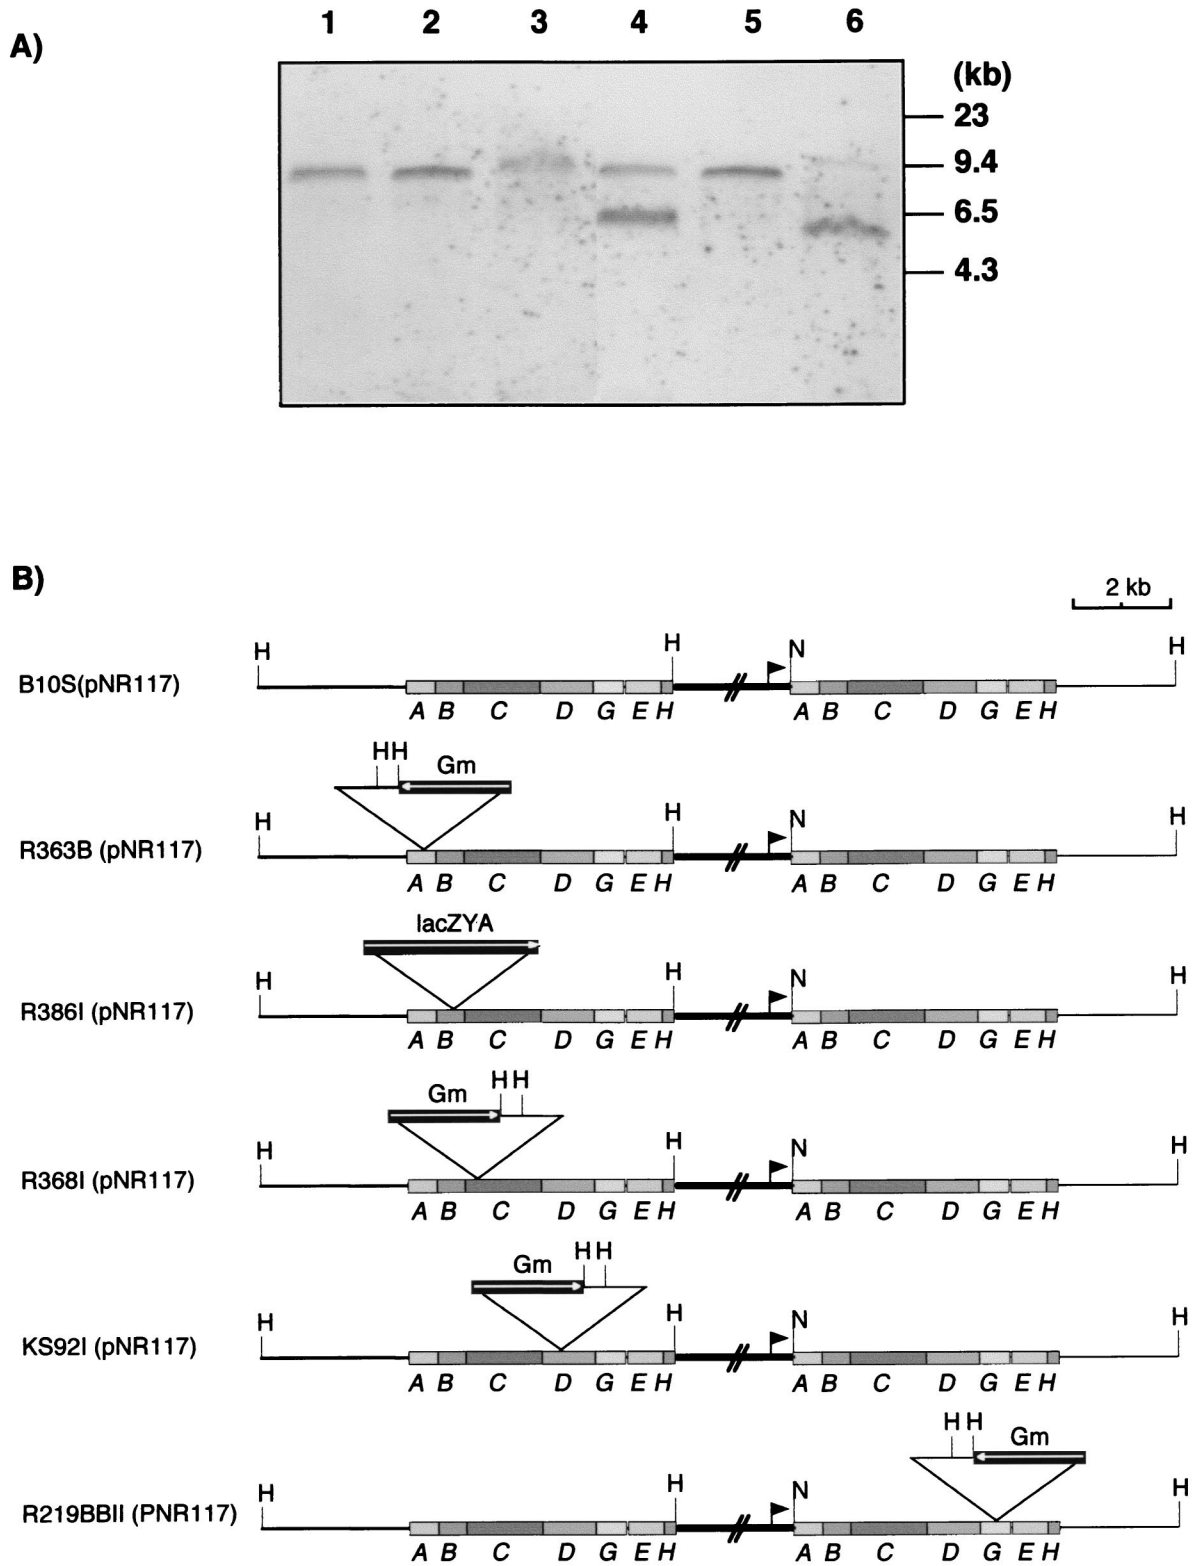 1 2 3 4 5 6
A)
(kb)
23
9.4
6.5
4.3
B)
2 kb
H H N H
B10S(pNR117)
A B C D G E H A B C D G E H
HH Gm
H H N H
R363B (pNR117)
A B C D G E H A B C D G E H
lacZYA
H H N H
R386I (pNR117)
A B C D G E H A B C D G E H
Gm H H
H H N H
R368I (pNR117)
A B C D G E H A B C D G E H
Gm H H
H H N H
KS92I (pNR117)
A B C D G E H A B C D G E H
H H Gm
H H N H
R219BBII (PNR117)
A B C D G E H A B C D G E H